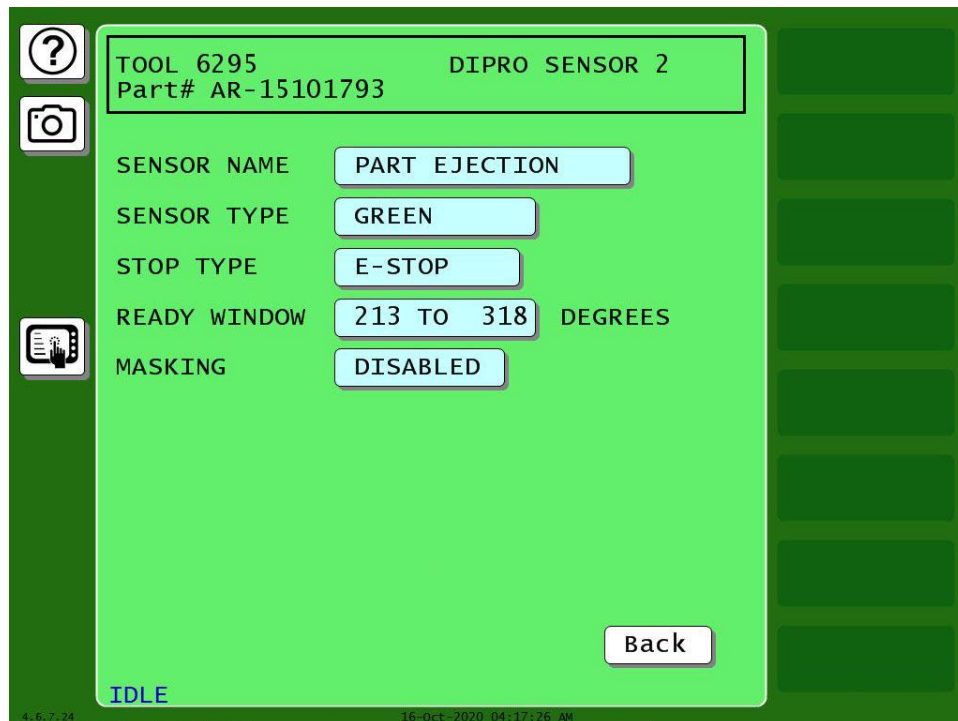 ?
TOOL 6295 DIPRO SENSOR 2
Part# AR-15101793
SENSOR NAME PART EJECTION
SENSOR TYPE GREEN
STOP TYPE E-STOP
READY WINDOW 213 TO 318 DEGREES
MASKING DISABLED
Back
IDLE
4.6.7.24 16-Oct-2020 04:17:26 AM